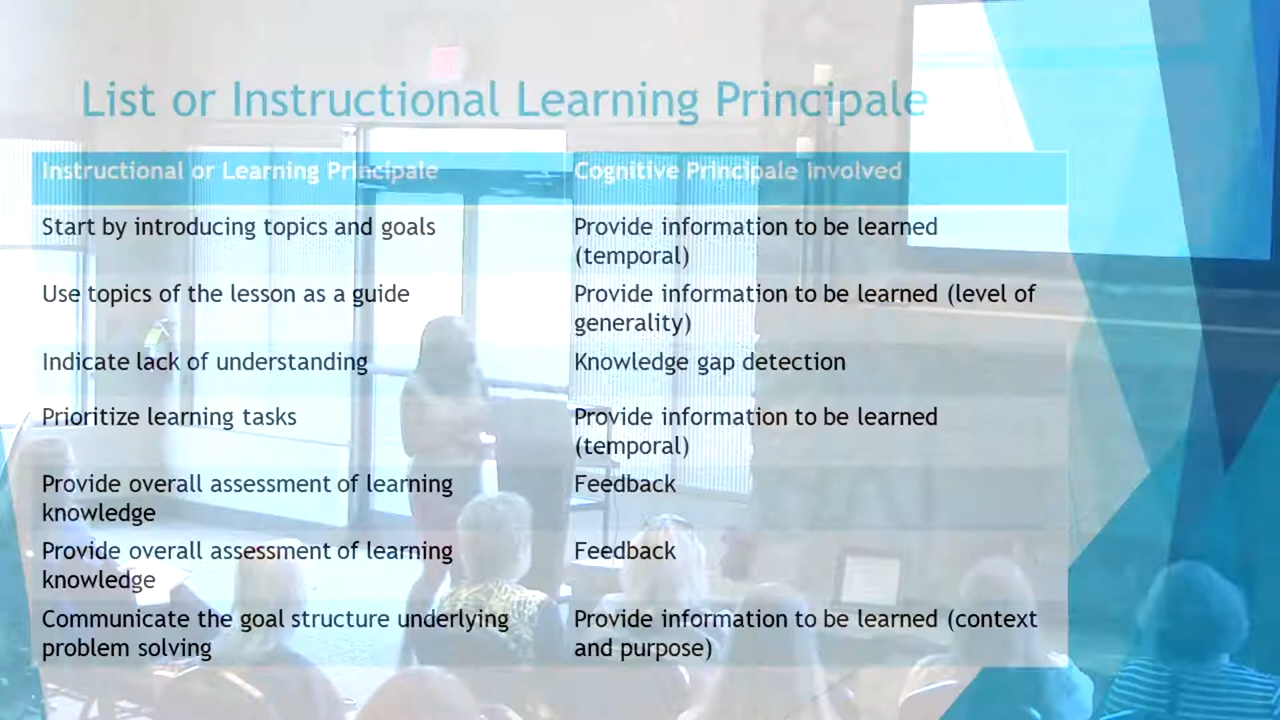 List or Instructional Learning Principale
Instructional or Learning Principale
Cognitive Principale Involved
Start by introducing topics and goals
Provide information to be learned
(temporal)
Use topics of the lesson as a guide
Provide information to be learned (level of
generality)
Indicate lack of understanding
Knowledge gap detection
Prioritize learning tasks
Provide information to be learned
(temporal)
Provide overall assessment of learning
knowledge
Feedback
Provide overall assessment of learning
knowledge
Feedback
Communicate the goal structure underlying
problem solving
Provide information to be learned (context
and purpose)